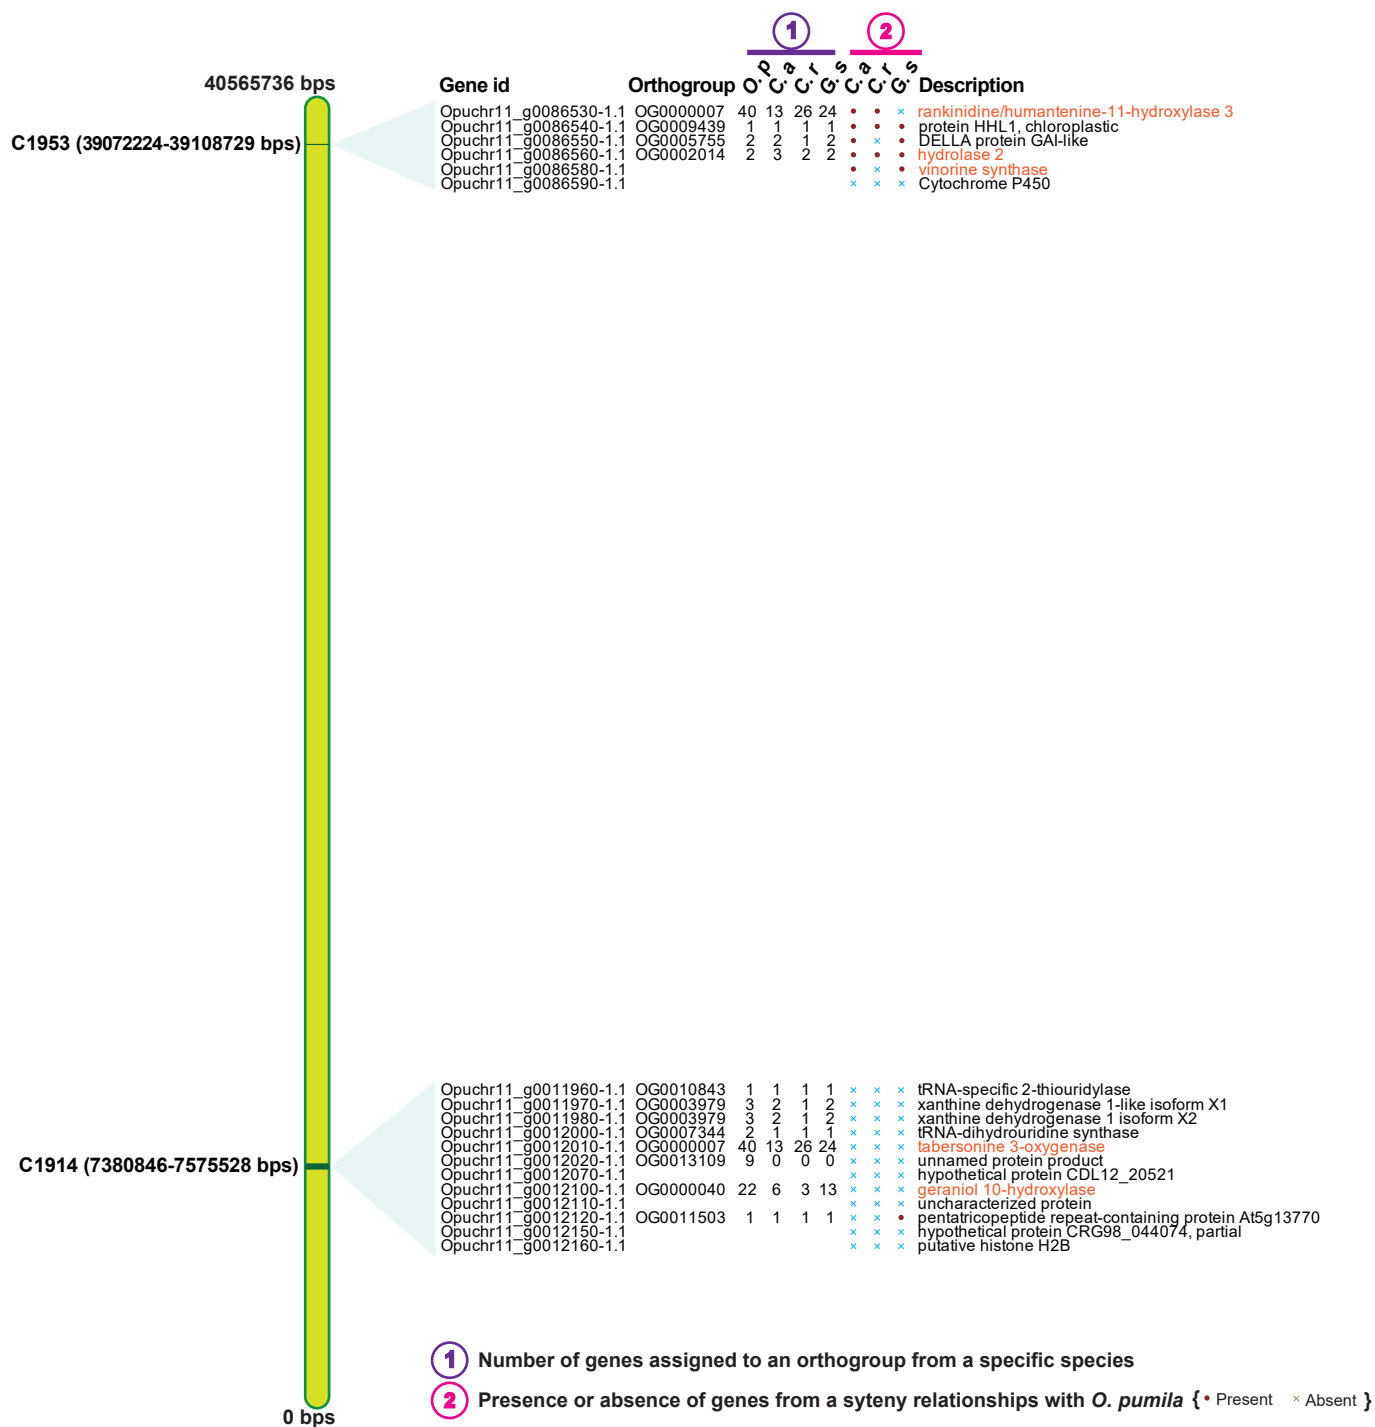 1 2
40565736 bps
Gene id Orthogroup O. p C. a C. r G. s C. a C. r G. s Description
Opuchr11_g0086530-1.1 OG0000007 40 13 26 24 • • × rankinidine/humantenine-11-hydroxylase 3
Opuchr11_g0086540-1.1 OG0009439 1 1 1 1 • • • protein HHL1, chloroplastic
C1953 (39072224-39108729 bps)
Opuchr11_g0086550-1.1 OG0005755 2 2 1 2 • × • DELLA protein GAI-like
Opuchr11_g0086560-1.1 OG0002014 2 3 2 2 • • • hydrolase 2
Opuchr11_g0086580-1.1 • × • vinorine synthase
Opuchr11_g0086590-1.1 × × × Cytochrome P450
Opuchr11_g0011960-1.1 OG0010843 1 1 1 1 × × × tRNA-specific 2-thiouridylase
Opuchr11_g0011970-1.1 OG0003979 3 2 1 2 × × × xanthine dehydrogenase 1-like isoform X1
Opuchr11_g0011980-1.1 OG0003979 3 2 1 2 × × × xanthine dehydrogenase 1 isoform X2
Opuchr11_g0012000-1.1 OG0007344 2 1 1 1 × × × tRNA-dihydrouridine synthase
Opuchr11_g0012010-1.1 OG0000007 40 13 26 24 × × × tabersonine 3-oxygenase
Opuchr11_g0012020-1.1 OG0013109 9 0 0 0 × × × unnamed protein product
C1914 (7380846-7575528 bps)
Opuchr11_g0012070-1.1 × × × hypothetical protein CDL12_20521
Opuchr11_g0012100-1.1 OG0000040 22 6 3 13 × × × geraniol 10-hydroxylase
Opuchr11_g0012110-1.1 × × × uncharacterized protein
Opuchr11_g0012120-1.1 OG0011503 1 1 1 1 × × • pentatricopeptide repeat-containing protein At5g13770
Opuchr11_g0012150-1.1 × × × hypothetical protein CRG98_044074, partial
Opuchr11_g0012160-1.1 × × × putative histone H2B
1 Number of genes assigned to an orthogroup from a specific species
2 Presence or absence of genes from a syteny relationships with O. pumila { • Present × Absent }
0 bps